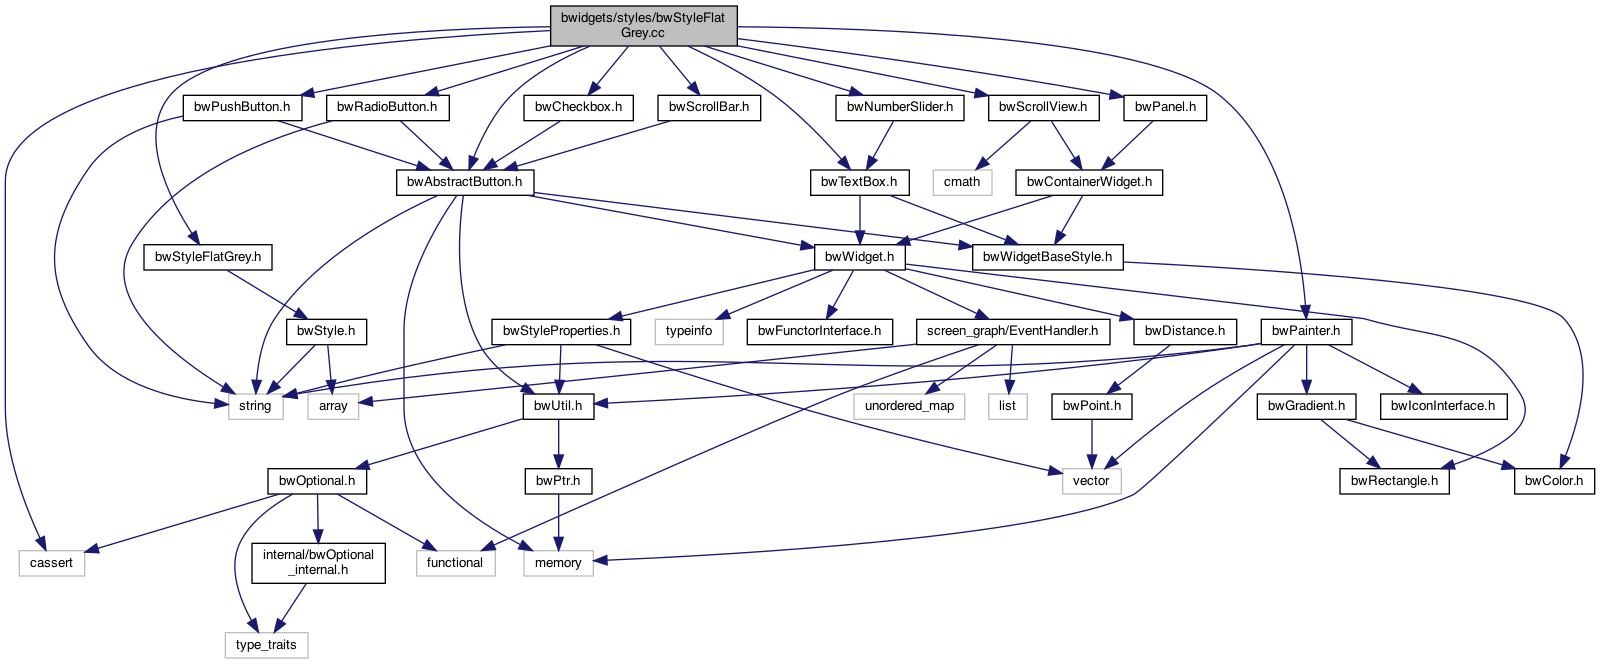 bwidgets/styles/bwStyleFlat
Grey.cc
bwPushButton.h
bwRadioButton.h
bwCheckbox.h
bwScrollBar.h
bwNumberSlider.h
bwScrollView.h
bwPanel.h
bwAbstractButton.h
bwTextBox.h
cmath
bwContainerWidget.h
bwStyleFlatGrey.h
bwWidget.h
bwWidgetBaseStyle.h
bwStyle.h
bwStyleProperties.h
typeinfo
bwFunctorInterface.h
screen_graph/EventHandler.h
bwDistance.h
bwPainter.h
string
array
bwUtil.h
unordered_map
list
bwPoint.h
bwGradient.h
bwIconInterface.h
bwOptional.h
bwPtr.h
vector
bwRectangle.h
bwColor.h
cassert
internal/bwOptional
_internal.h
functional
memory
type_traits